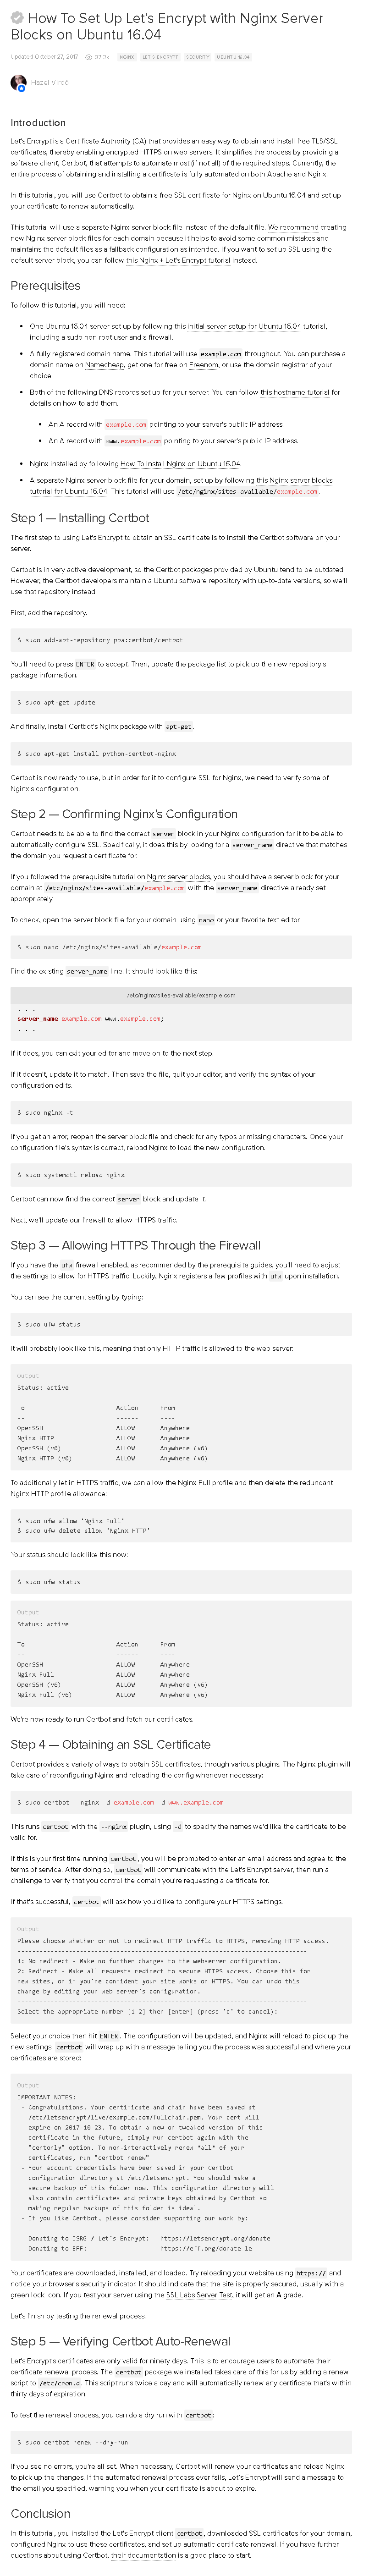 How To Set Up Let's Encrypt with Nginx Server
Blocks on Ubuntu 16.04
Updated October 27, 2017 87.2k NGINX LET'S ENCRYPT SECURITY UBUNTU 16.04
Hazel Virdó
Introduction
Let's Encrypt is a Certificate Authority (CA) that provides an easy way to obtain and install free TLS/SSL
certificates, thereby enabling encrypted HTTPS on web servers. It simplifies the process by providing a
software client, Certbot, that attempts to automate most (if not all) of the required steps. Currently, the
entire process of obtaining and installing a certificate is fully automated on both Apache and Nginx.
In this tutorial, you will use Certbot to obtain a free SSL certificate for Nginx on Ubuntu 16.04 and set up
your certificate to renew automatically.
This tutorial will use a separate Nginx server block file instead of the default file. We recommend creating
new Nginx server block files for each domain because it helps to avoid some common mistakes and
maintains the default files as a fallback configuration as intended. If you want to set up SSL using the
default server block, you can follow this Nginx + Let's Encrypt tutorial instead.
Prerequisites
To follow this tutorial, you will need:
• One Ubuntu 16.04 server set up by following this initial server setup for Ubuntu 16.04 tutorial,
including a sudo non-root user and a firewall.
• A fully registered domain name. This tutorial will use example.com throughout. You can purchase
a domain name on Namecheap, get one for free on Freenom, or use the domain registrar of your
choice.
• Both of the following DNS records set up for your server. You can follow this hostname tutorial for
details on how to add them.
• An A record with example.com pointing to your server's public IP address.
• An A record with www.example.com pointing to your server's public IP address.
• Nginx installed by following How To Install Nginx on Ubuntu 16.04.
• A separate Nginx server block file for your domain, set up by following this Nginx server blocks
tutorial for Ubuntu 16.04. This tutorial will use /etc/nginx/sites-available/example.com.
Step 1 — Installing Certbot
The first step to using Let's Encrypt to obtain an SSL certificate is to install the Certbot software on your
server.
Certbot is in very active development, so the Certbot packages provided by Ubuntu tend to be outdated.
However, the Certbot developers maintain a Ubuntu software repository with up-to-date versions, so we'll
use that repository instead.
First, add the repository.
$ sudo add-apt-repository ppa:certbot/certbot
You'll need to press ENTER to accept. Then, update the package list to pick up the new repository's
package information.
$ sudo apt-get update
And finally, install Certbot's Nginx package with apt-get.
$ sudo apt-get install python-certbot-nginx
Certbot is now ready to use, but in order for it to configure SSL for Nginx, we need to verify some of
Nginx's configuration.
Step 2 — Confirming Nginx's Configuration
Certbot needs to be able to find the correct server block in your Nginx configuration for it to be able to
automatically configure SSL. Specifically, it does this by looking for a server_name directive that matches
the domain you request a certificate for.
If you followed the prerequisite tutorial on Nginx server blocks, you should have a server block for your
domain at /etc/nginx/sites-available/example.com with the server_name directive already set
appropriately.
To check, open the server block file for your domain using nano or your favorite text editor.
$ sudo nano /etc/nginx/sites-available/example.com
Find the existing server_name line. It should look like this:
/etc/nginx/sites-available/example.com
. . .
server_name example.com www.example.com;
. . .
If it does, you can exit your editor and move on to the next step.
If it doesn't, update it to match. Then save the file, quit your editor, and verify the syntax of your
configuration edits.
$ sudo nginx -t
If you get an error, reopen the server block file and check for any typos or missing characters. Once your
configuration file's syntax is correct, reload Nginx to load the new configuration.
$ sudo systemctl reload nginx
Certbot can now find the correct server block and update it.
Next, we'll update our firewall to allow HTTPS traffic.
Step 3 — Allowing HTTPS Through the Firewall
If you have the ufw firewall enabled, as recommended by the prerequisite guides, you'll need to adjust
the settings to allow for HTTPS traffic. Luckily, Nginx registers a few profiles with ufw upon installation.
You can see the current setting by typing:
$ sudo ufw status
It will probably look like this, meaning that only HTTP traffic is allowed to the web server:
Output
Status: active
To Action From
-- ------ ----
OpenSSH ALLOW Anywhere
Nginx HTTP ALLOW Anywhere
OpenSSH (v6) ALLOW Anywhere (v6)
Nginx HTTP (v6) ALLOW Anywhere (v6)
To additionally let in HTTPS traffic, we can allow the Nginx Full profile and then delete the redundant
Nginx HTTP profile allowance:
$ sudo ufw allow 'Nginx Full'
$ sudo ufw delete allow 'Nginx HTTP'
Your status should look like this now:
$ sudo ufw status
Output
Status: active
To Action From
-- ------ ----
OpenSSH ALLOW Anywhere
Nginx Full ALLOW Anywhere
OpenSSH (v6) ALLOW Anywhere (v6)
Nginx Full (v6) ALLOW Anywhere (v6)
We're now ready to run Certbot and fetch our certificates.
Step 4 — Obtaining an SSL Certificate
Certbot provides a variety of ways to obtain SSL certificates, through various plugins. The Nginx plugin will
take care of reconfiguring Nginx and reloading the config whenever necessary:
$ sudo certbot --nginx -d example.com -d www.example.com
This runs certbot with the --nginx plugin, using -d to specify the names we'd like the certificate to be
valid for.
If this is your first time running certbot, you will be prompted to enter an email address and agree to the
terms of service. After doing so, certbot will communicate with the Let's Encrypt server, then run a
challenge to verify that you control the domain you're requesting a certificate for.
If that's successful, certbot will ask how you'd like to configure your HTTPS settings.
Output
Please choose whether or not to redirect HTTP traffic to HTTPS, removing HTTP access.
-------------------------------------------------------------------------------
1: No redirect - Make no further changes to the webserver configuration.
2: Redirect - Make all requests redirect to secure HTTPS access. Choose this for
new sites, or if you're confident your site works on HTTPS. You can undo this
change by editing your web server's configuration.
-------------------------------------------------------------------------------
Select the appropriate number [1-2] then [enter] (press 'c' to cancel):
Select your choice then hit ENTER. The configuration will be updated, and Nginx will reload to pick up the
new settings. certbot will wrap up with a message telling you the process was successful and where your
certificates are stored:
Output
IMPORTANT NOTES:
- Congratulations! Your certificate and chain have been saved at
/etc/letsencrypt/live/example.com/fullchain.pem. Your cert will
expire on 2017-10-23. To obtain a new or tweaked version of this
certificate in the future, simply run certbot again with the
"certonly" option. To non-interactively renew *all* of your
certificates, run "certbot renew"
- Your account credentials have been saved in your Certbot
configuration directory at /etc/letsencrypt. You should make a
secure backup of this folder now. This configuration directory will
also contain certificates and private keys obtained by Certbot so
making regular backups of this folder is ideal.
- If you like Certbot, please consider supporting our work by:
Donating to ISRG / Let's Encrypt: https://letsencrypt.org/donate
Donating to EFF: https://eff.org/donate-le
Your certificates are downloaded, installed, and loaded. Try reloading your website using https:// and
notice your browser's security indicator. It should indicate that the site is properly secured, usually with a
green lock icon. If you test your server using the SSL Labs Server Test, it will get an A grade.
Let's finish by testing the renewal process.
Step 5 — Verifying Certbot Auto-Renewal
Let's Encrypt's certificates are only valid for ninety days. This is to encourage users to automate their
certificate renewal process. The certbot package we installed takes care of this for us by adding a renew
script to /etc/cron.d. This script runs twice a day and will automatically renew any certificate that's within
thirty days of expiration.
To test the renewal process, you can do a dry run with certbot:
$ sudo certbot renew --dry-run
If you see no errors, you're all set. When necessary, Certbot will renew your certificates and reload Nginx
to pick up the changes. If the automated renewal process ever fails, Let's Encrypt will send a message to
the email you specified, warning you when your certificate is about to expire.
Conclusion
In this tutorial, you installed the Let's Encrypt client certbot, downloaded SSL certificates for your domain,
configured Nginx to use these certificates, and set up automatic certificate renewal. If you have further
questions about using Certbot, their documentation is a good place to start.